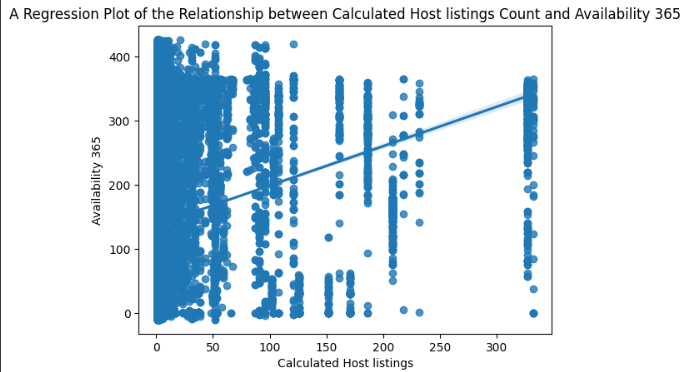 A Regression Plot of the Relationship between Calculated Host listings Count and Availability 365
400
300
200
100
0
Availability 365
0 50 100 150 200 250 300
Calculated Host listings